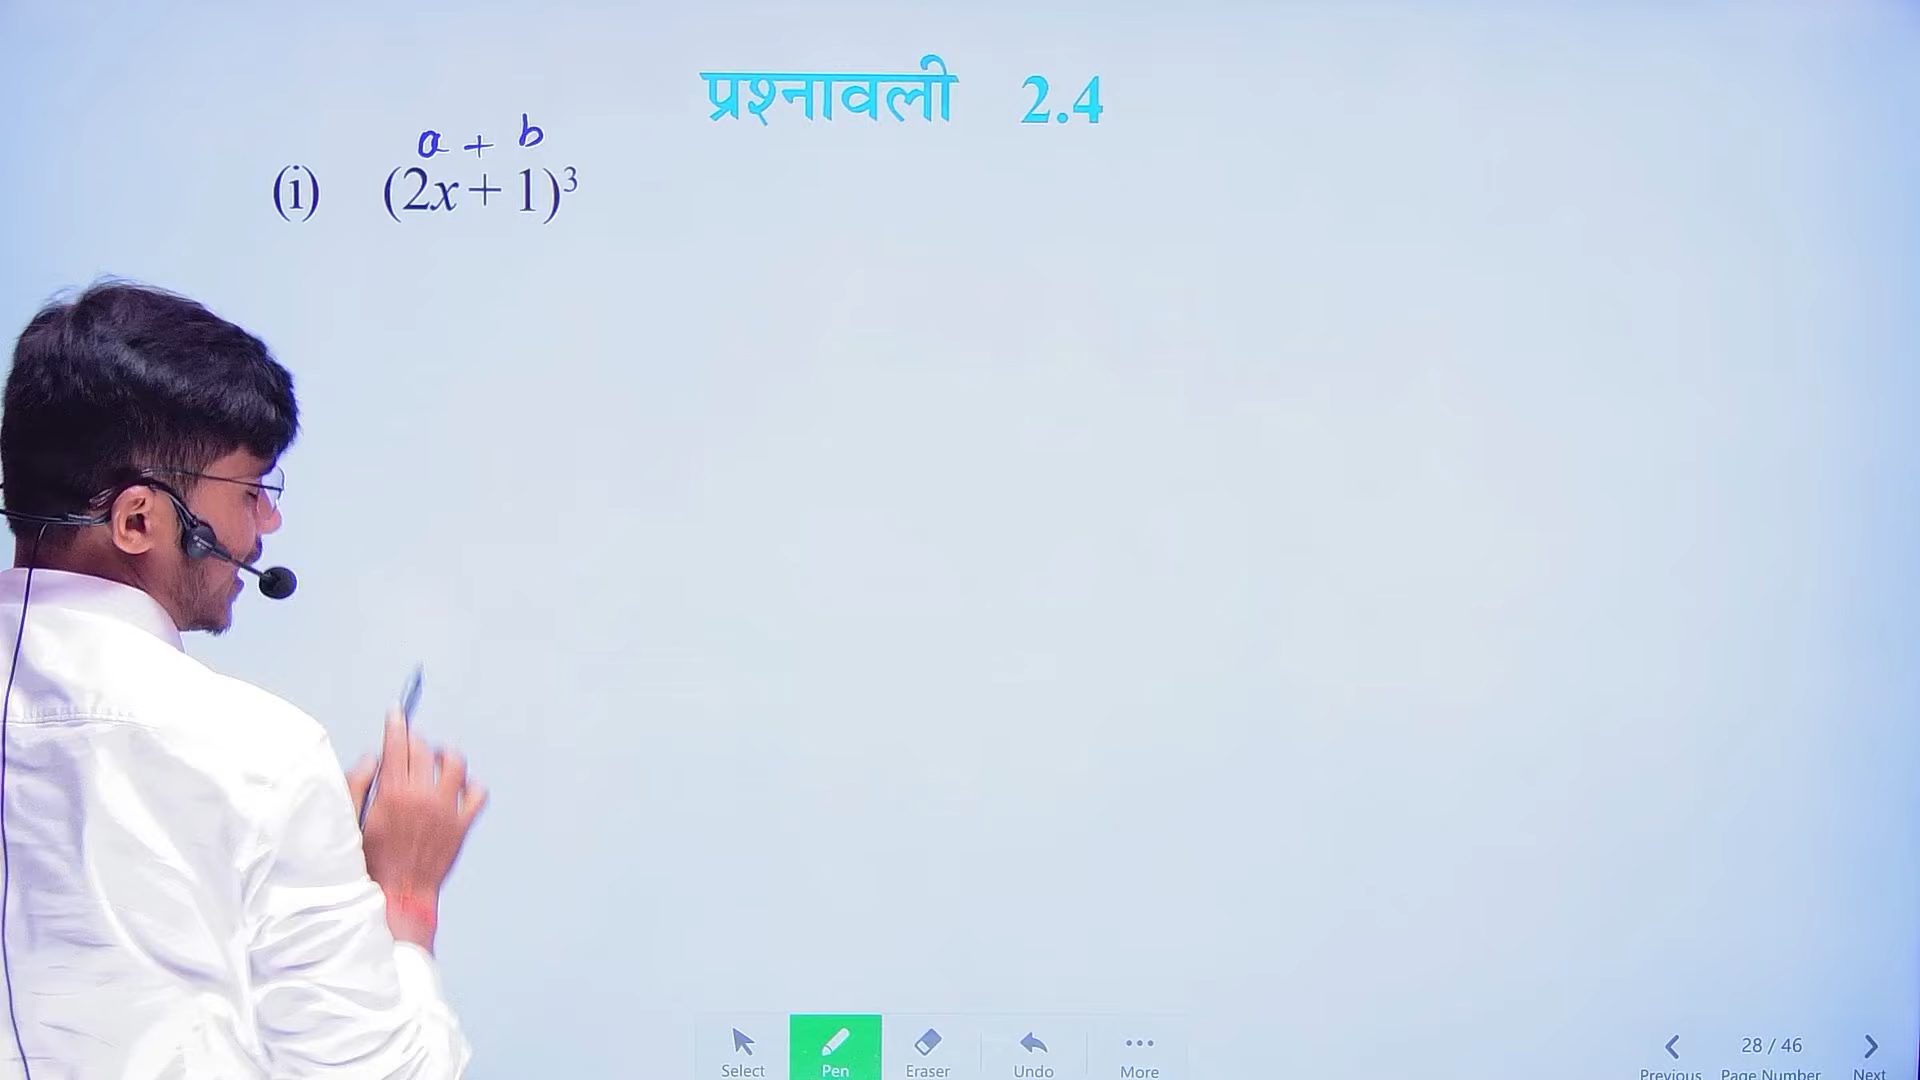 प्रश्नावली 2.4
a + b
(i) (2x + 1)³
Select Pen Eraser Undo More
28 / 46
Previous Page Number Next